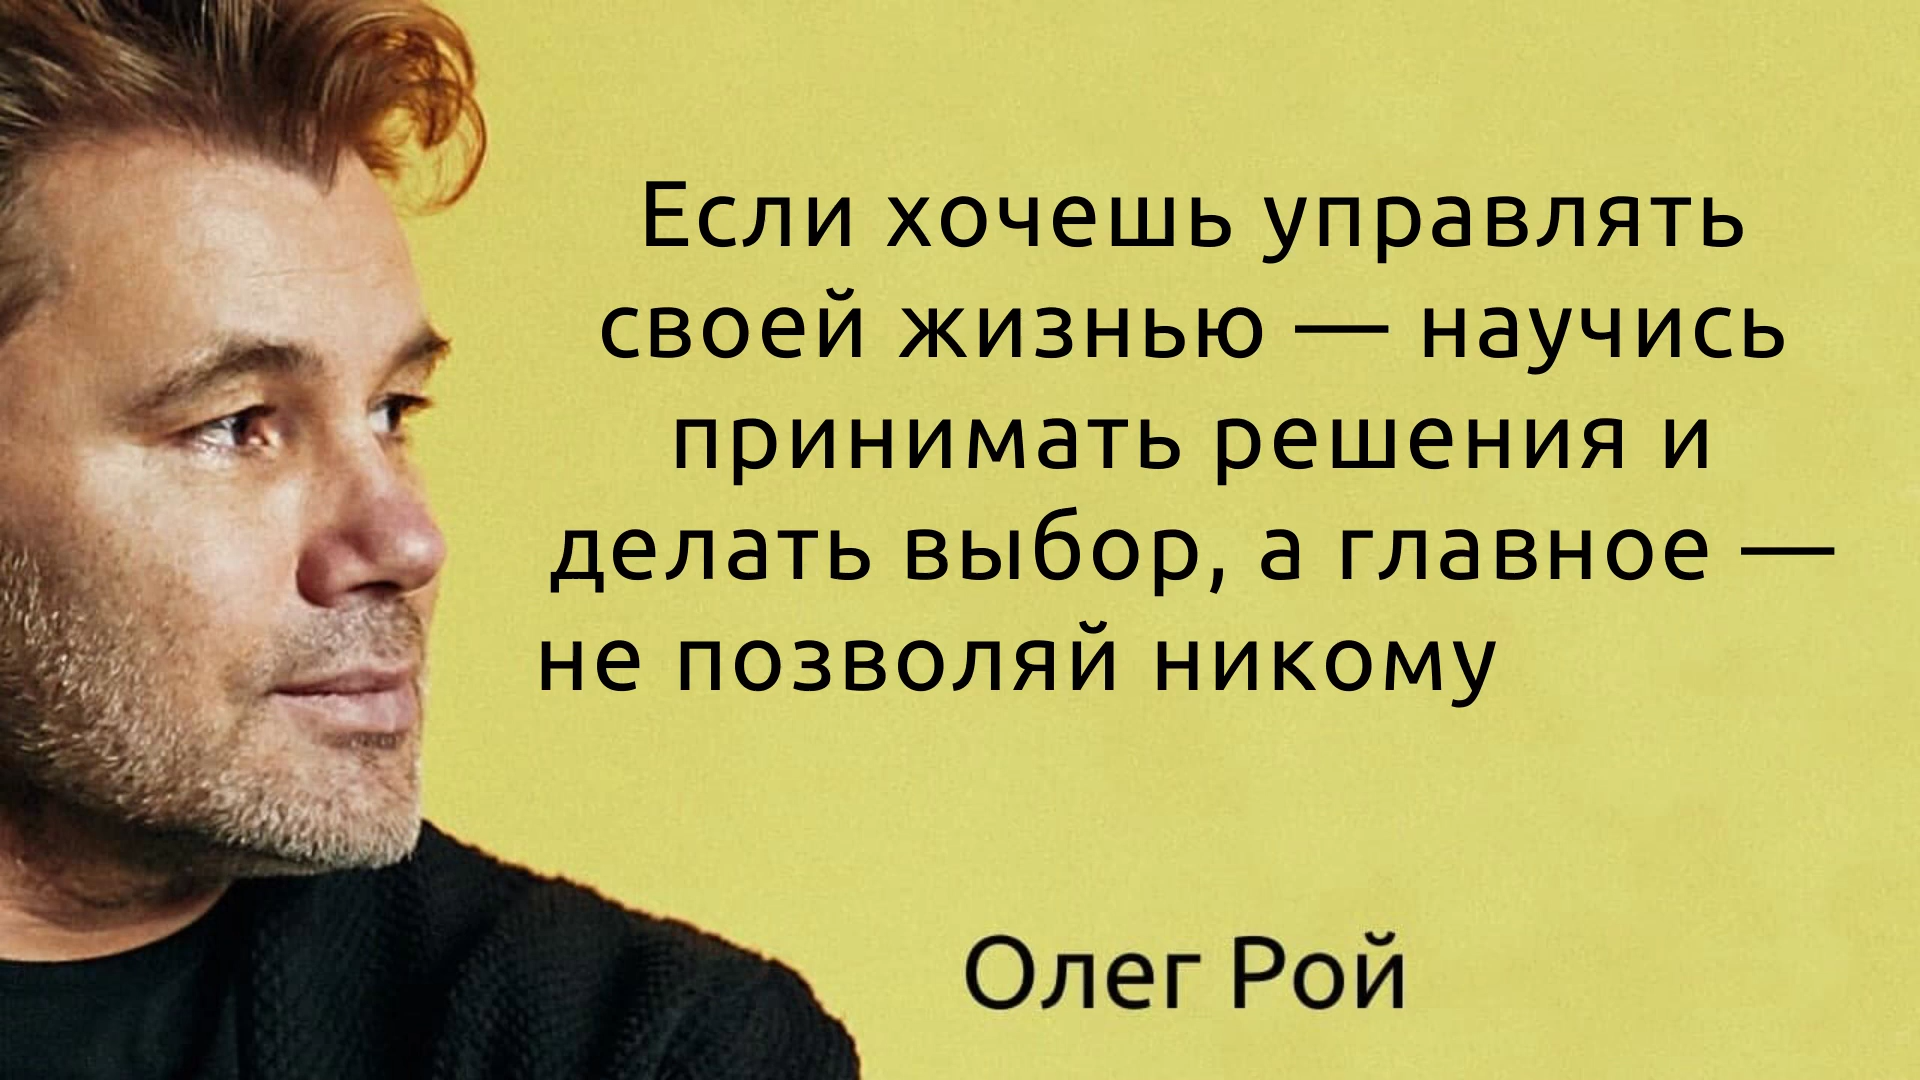 Если хочешь управлять
своей жизнью — научись
принимать решения и
делать выбор, а главное —
не позволяй никому
Олег Рой